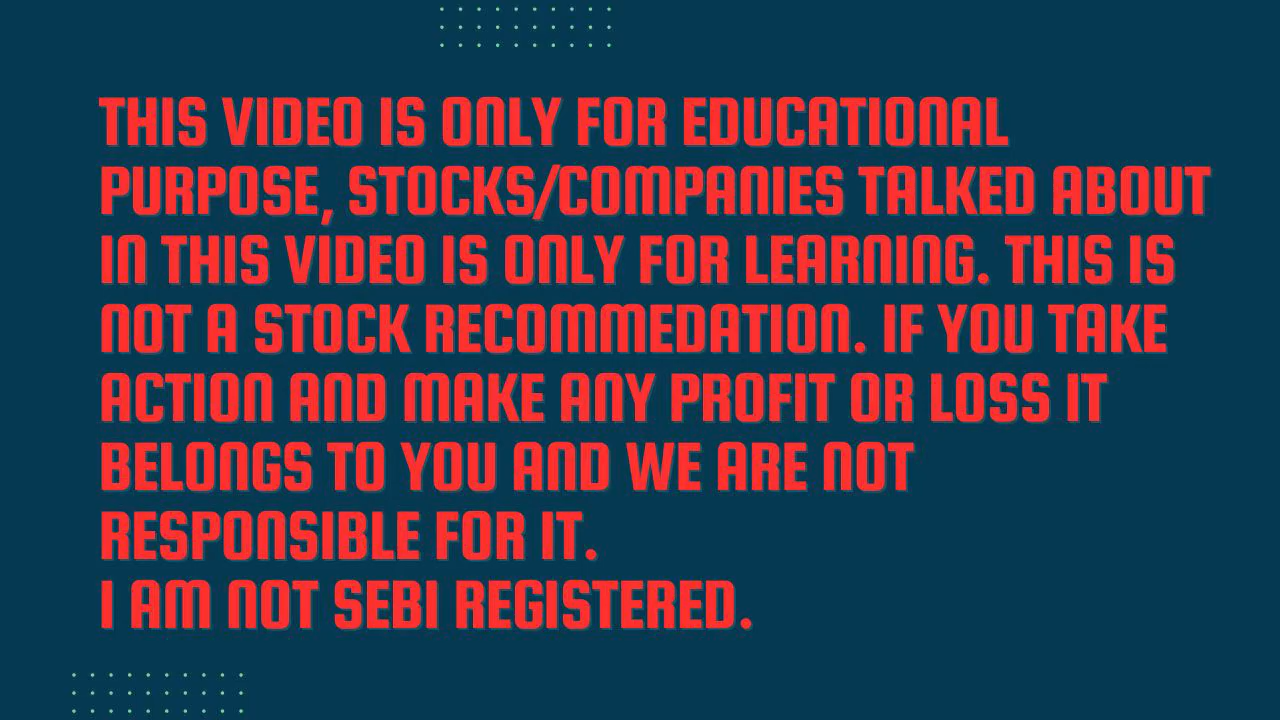 THIS VIDEO IS ONLY FOR EDUCATIONAL
PURPOSE, STOCKS/COMPANIES TALKED ABOUT
IN THIS VIDEO IS ONLY FOR LEARNING. THIS IS
NOT A STOCK RECOMMEDATION. IF YOU TAKE
ACTION AND MAKE ANY PROFIT OR LOSS IT
BELONGS TO YOU AND WE ARE NOT
RESPONSIBLE FOR IT.
I AM NOT SEBI REGISTERED.